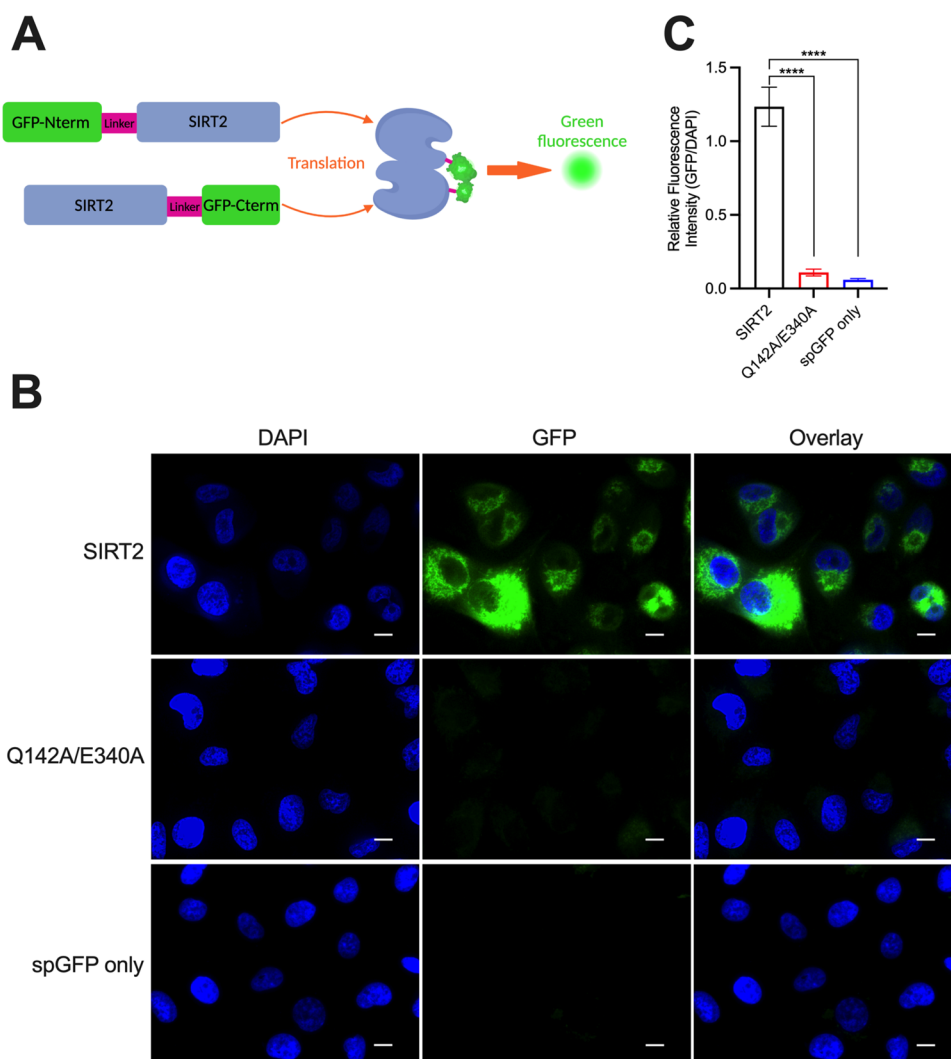 A
GFP-Nterm
Linker
SIRT2
SIRT2
Linker
GFP-Cterm
Translation
Green
fluorescence
C
Relative Fluorescence
Intensity (GFP/DAPI)
1.5
1.0
0.5
0.0
****
****
SIRT2
Q142A/E340A
spGFP only
B
DAPI
GFP
Overlay
SIRT2
Q142A/E340A
spGFP only